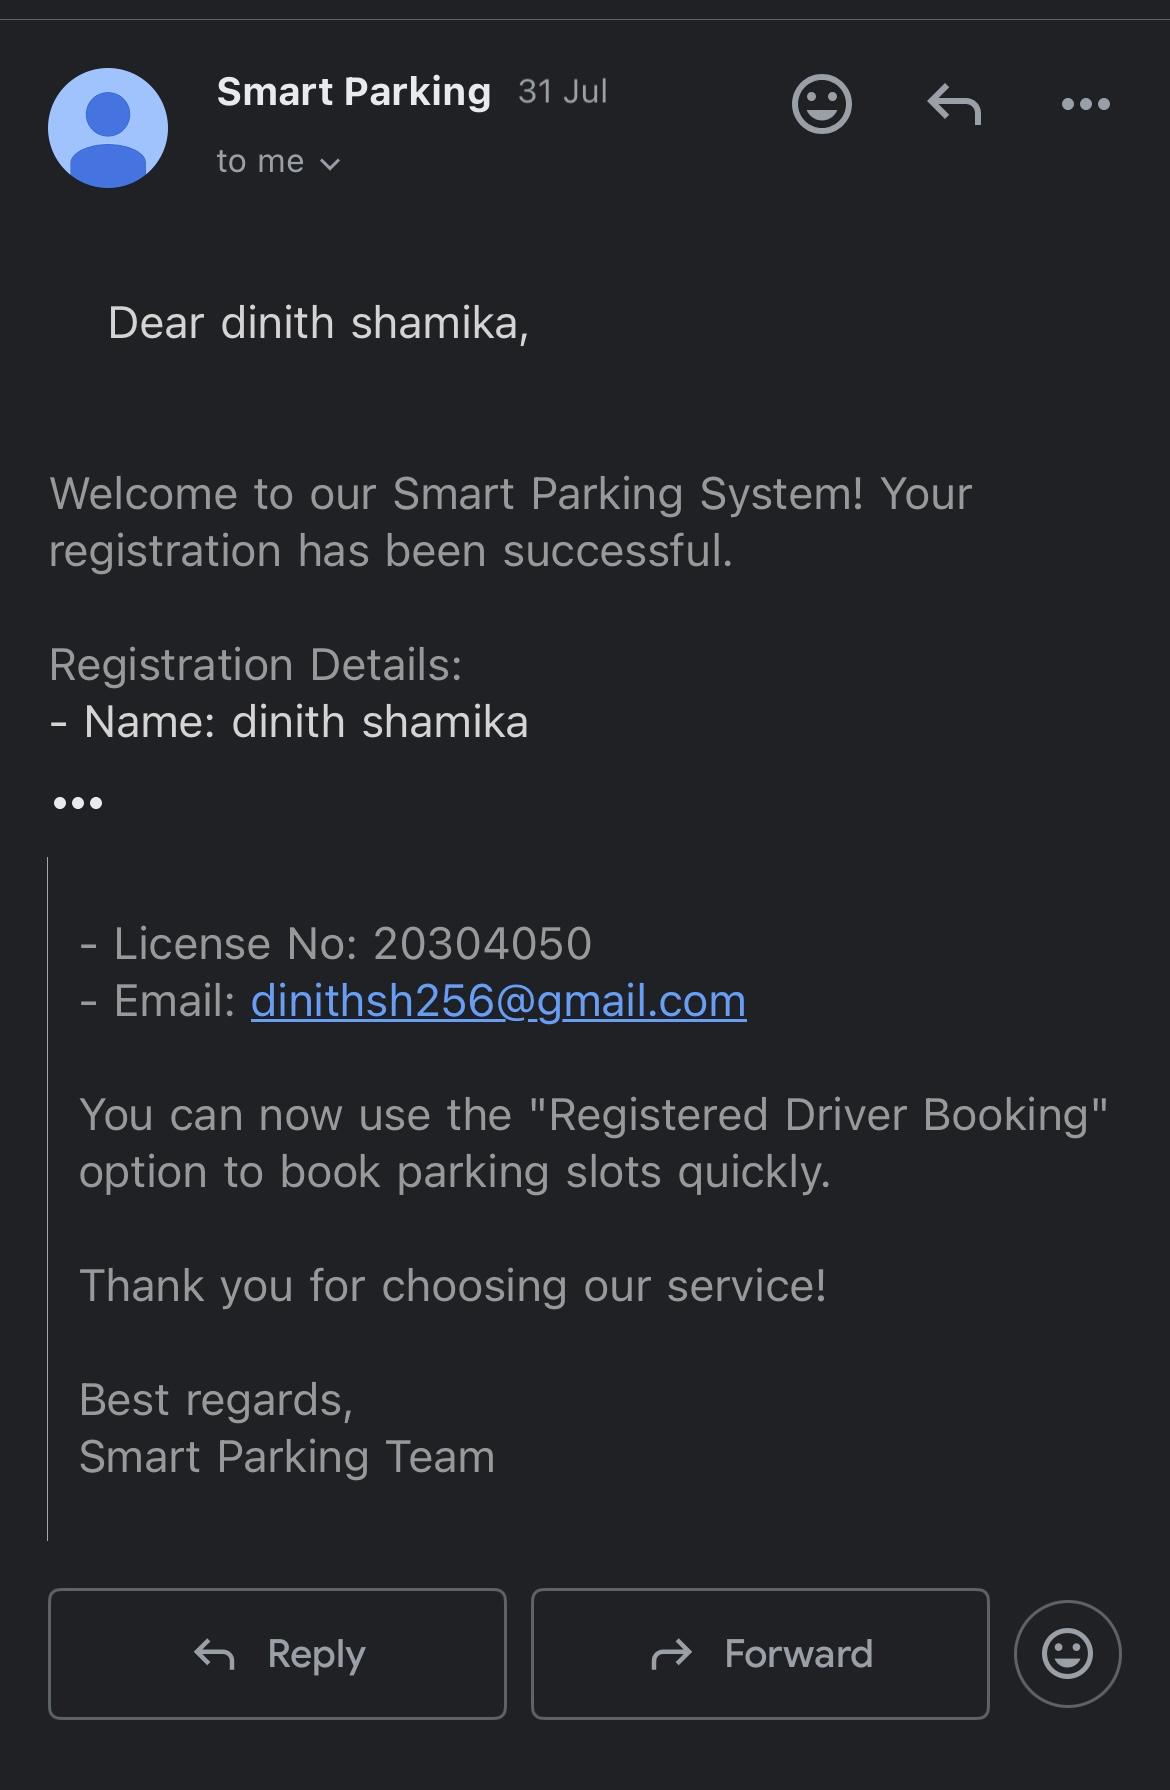 Smart Parking 31 Jul
to me
Dear dinith shamika,
Welcome to our Smart Parking System! Your
registration has been successful.
Registration Details:
- Name: dinith shamika
- License No: 20304050
- Email: dinithsh256@gmail.com
You can now use the "Registered Driver Booking"
option to book parking slots quickly.
Thank you for choosing our service!
Best regards,
Smart Parking Team
Reply
Forward